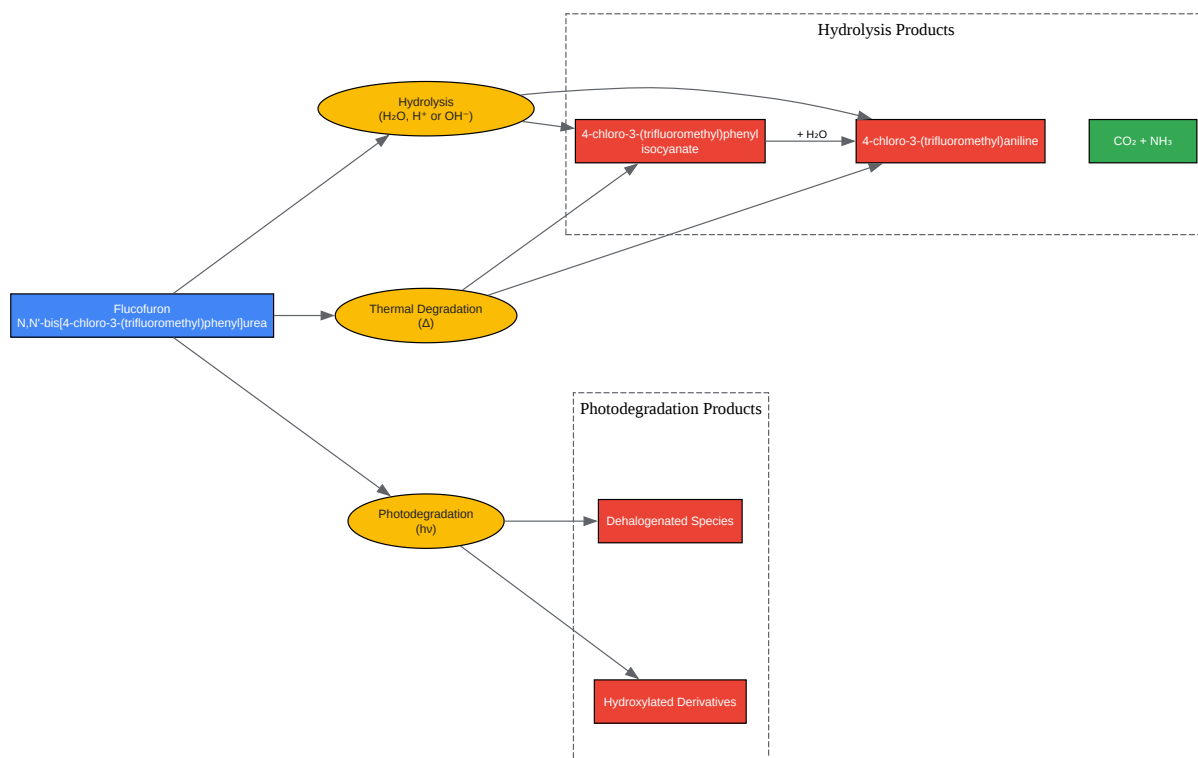 Hydrolysis Products
Hydrolysis
(H₂O, H⁺ or OH⁻)
4-chloro-3-(trifluoromethyl)phenyl
isocyanate
+ H₂O
4-chloro-3-(trifluoromethyl)aniline
CO₂ + NH₃
Flucofuron
N,N'-bis[4-chloro-3-(trifluoromethyl)phenyl]urea
Thermal Degradation
(Δ)
Photodegradation Products
Photodegradation
(hν)
Dehalogenated Species
Hydroxylated Derivatives